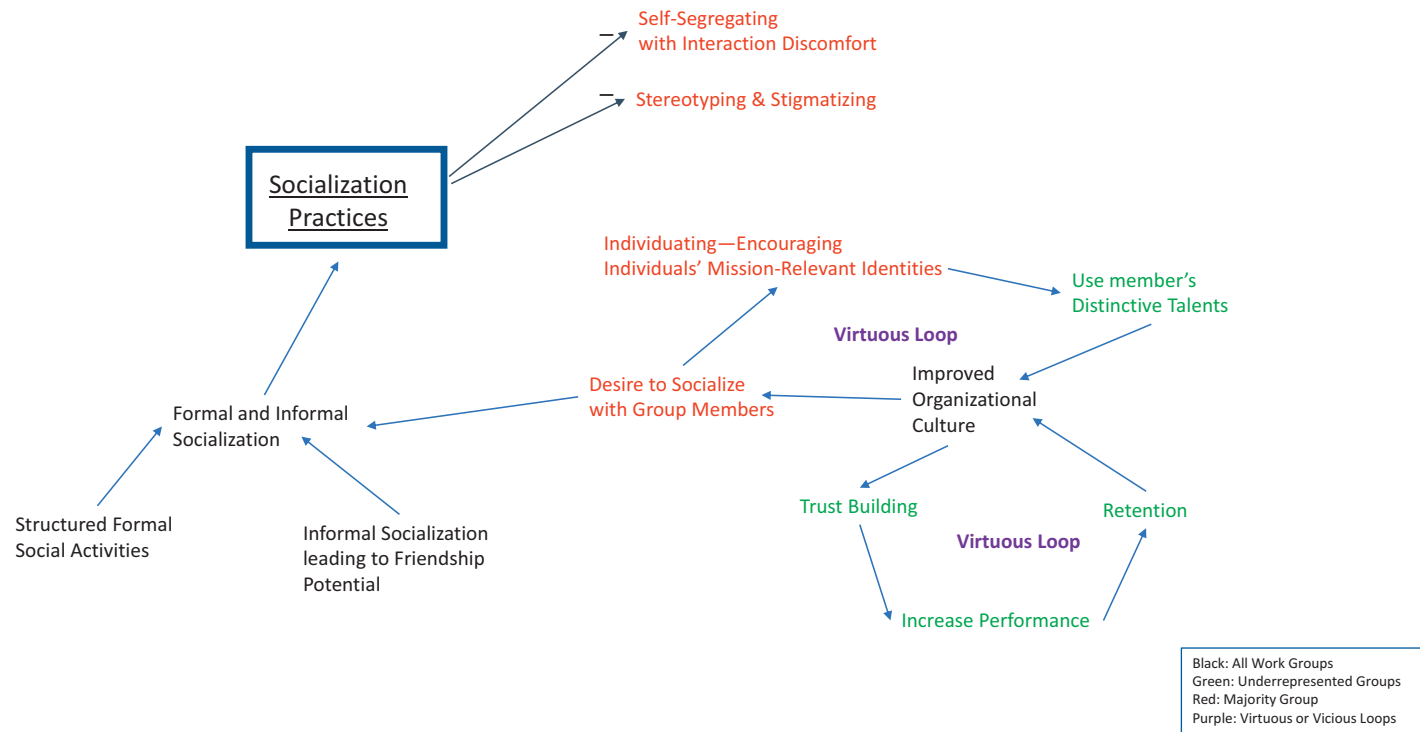 Self-Segregating
with Interaction Discomfort
–
Stereotyping & Stigmatizing
–
Socialization
Practices
Individuating—Encouraging
Individuals’ Mission-Relevant Identities
Use member’s
Distinctive Talents
Virtuous Loop
Improved
Organizational
Culture
Desire to Socialize
with Group Members
Formal and Informal
Socialization
Trust Building
Retention
Structured Formal
Social Activities
Informal Socialization
leading to Friendship
Potential
Virtuous Loop
Increase Performance
Black: All Work Groups
Green: Underrepresented Groups
Red: Majority Group
Purple: Virtuous or Vicious Loops